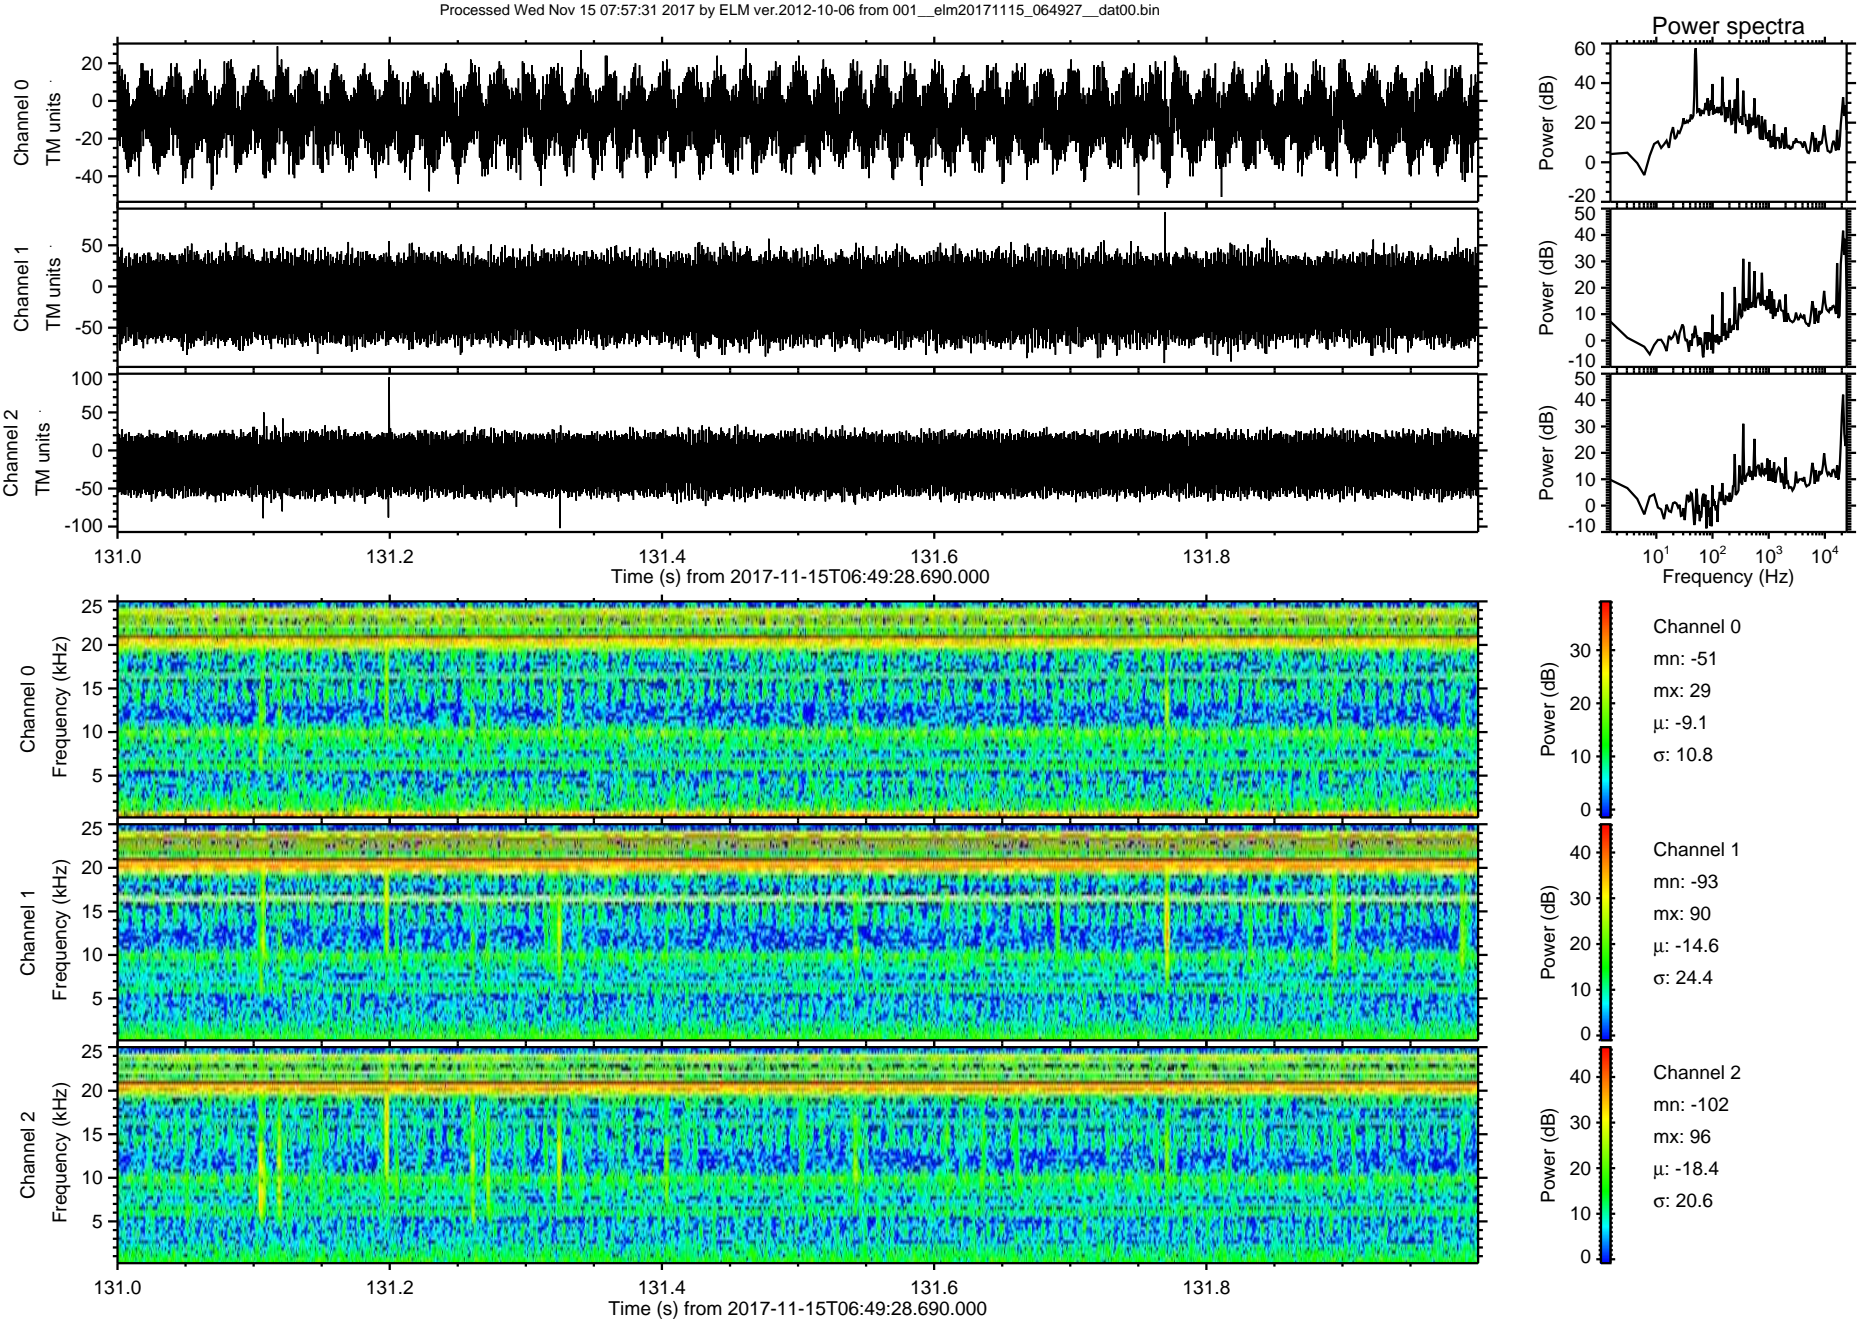 Processed Wed Nov 15 07:57:31 2017 by ELM ver.2012-10-06 from 001__elm20171115_064927__dat00.bin
Power spectra
Channel 0
TM units
20
0
-20
-40
Power (dB)
60
40
20
0
-20
Channel 1
TM units
50
0
-50
Power (dB)
50
40
30
20
10
0
-10
Channel 2
TM units
100
50
0
-50
-100
Power (dB)
50
40
30
20
10
0
-10
131.0 131.2 131.4 131.6 131.8
Time (s) from 2017-11-15T06:49:28.690.000
10¹ 10² 10³ 10⁴
Frequency (Hz)
Channel 0
Frequency (kHz)
25
20
15
10
5
Power (dB)
30
20
10
0
Channel 0
mn: -51
mx: 29
μ: -9.1
σ: 10.8
Channel 1
Frequency (kHz)
25
20
15
10
5
Power (dB)
40
30
20
10
0
Channel 1
mn: -93
mx: 90
μ: -14.6
σ: 24.4
Channel 2
Frequency (kHz)
25
20
15
10
5
Power (dB)
40
30
20
10
0
Channel 2
mn: -102
mx: 96
μ: -18.4
σ: 20.6
131.0 131.2 131.4 131.6 131.8
Time (s) from 2017-11-15T06:49:28.690.000